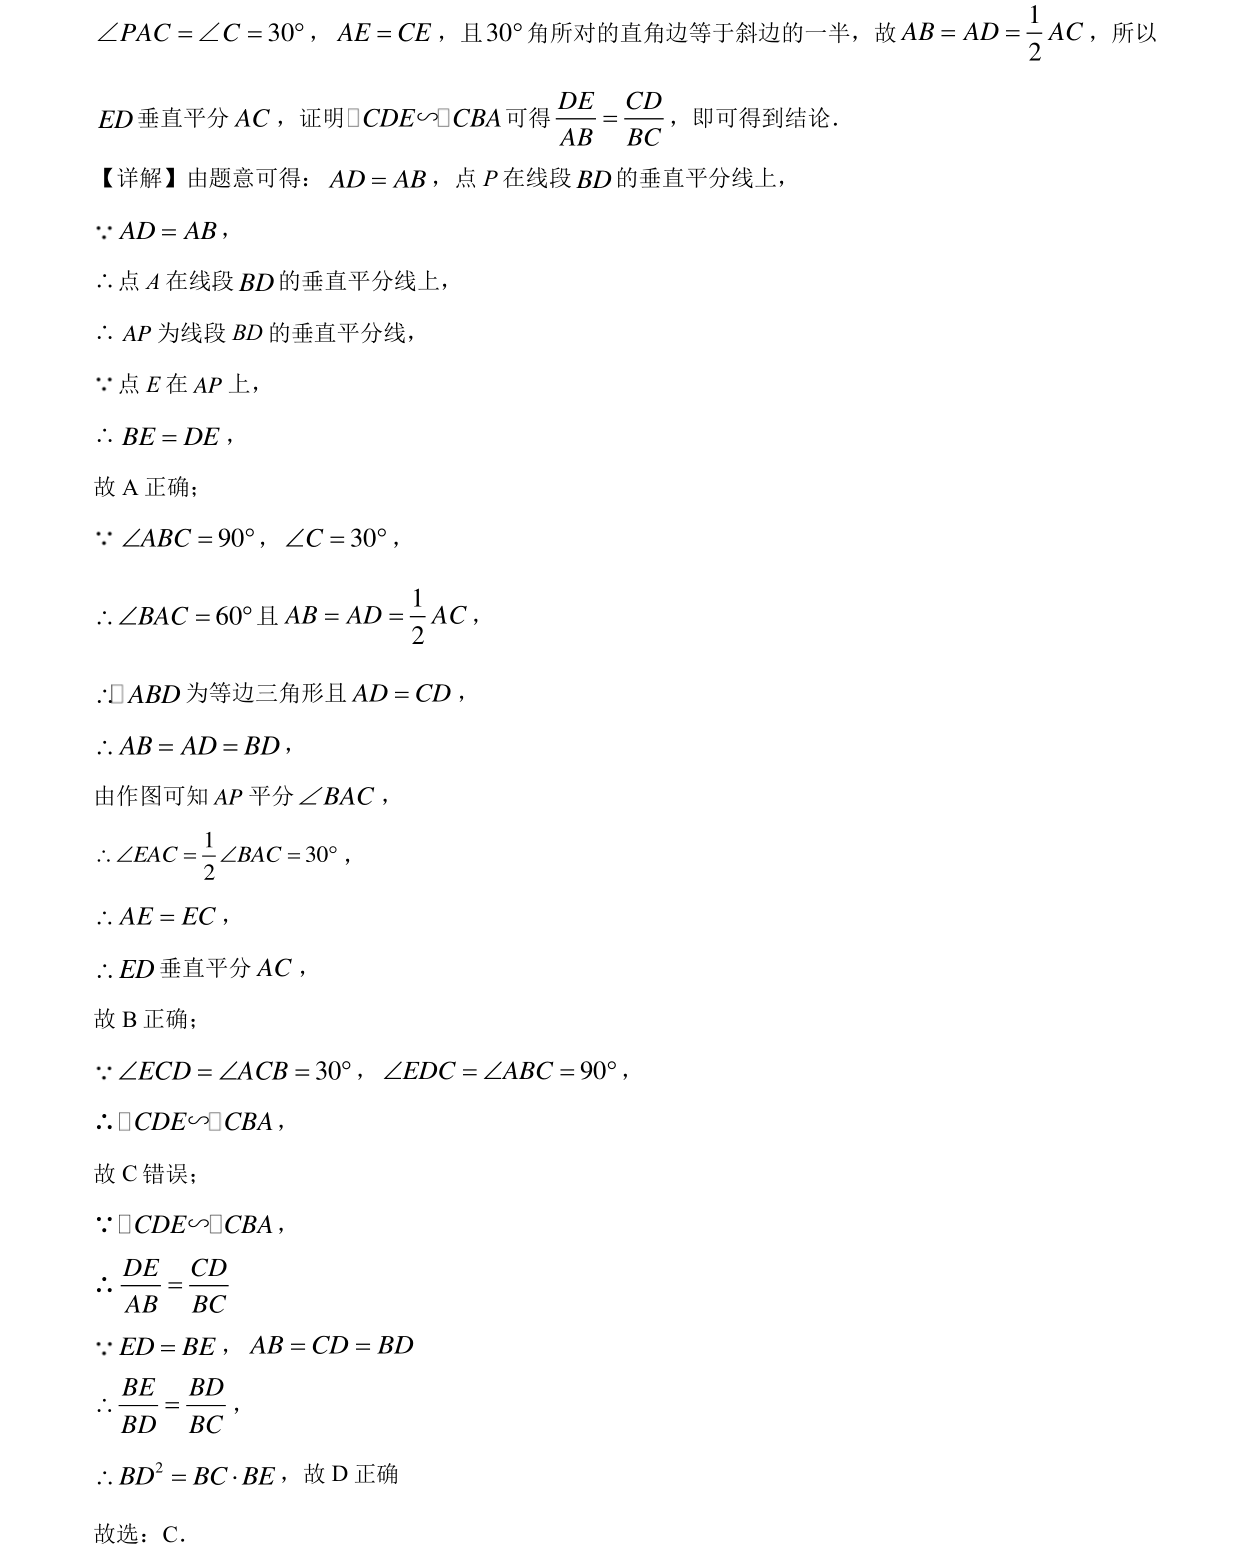 ∠PAC = ∠C = 30°，AE = CE，且30°角所对的直角边等于斜边的一半，故AB = AD = 1/2 AC，所以
ED垂直平分AC，证明□CDE∽□CBA可得DE/AB = CD/BC，即可得到结论．
【详解】由题意可得：AD = AB，点P在线段BD的垂直平分线上，
∵AD = AB，
∴点A在线段BD的垂直平分线上，
∴AP为线段BD的垂直平分线，
∵点E在AP上，
∴BE = DE，
故A正确；
∵∠ABC = 90°，∠C = 30°，
∴∠BAC = 60°且AB = AD = 1/2 AC，
∴□ABD为等边三角形且AD = CD，
∴AB = AD = BD，
由作图可知AP平分∠BAC，
∴∠EAC = 1/2 ∠BAC = 30°，
∴AE = EC，
∴ED垂直平分AC，
故B正确；
∵∠ECD = ∠ACB = 30°，∠EDC = ∠ABC = 90°，
∴□CDE∽□CBA，
故C错误；
∵□CDE∽□CBA，
∴DE/AB = CD/BC
∵ED = BE，AB = CD = BD
∴BE/BD = BD/BC，
∴BD² = BC·BE，故D正确
故选：C．